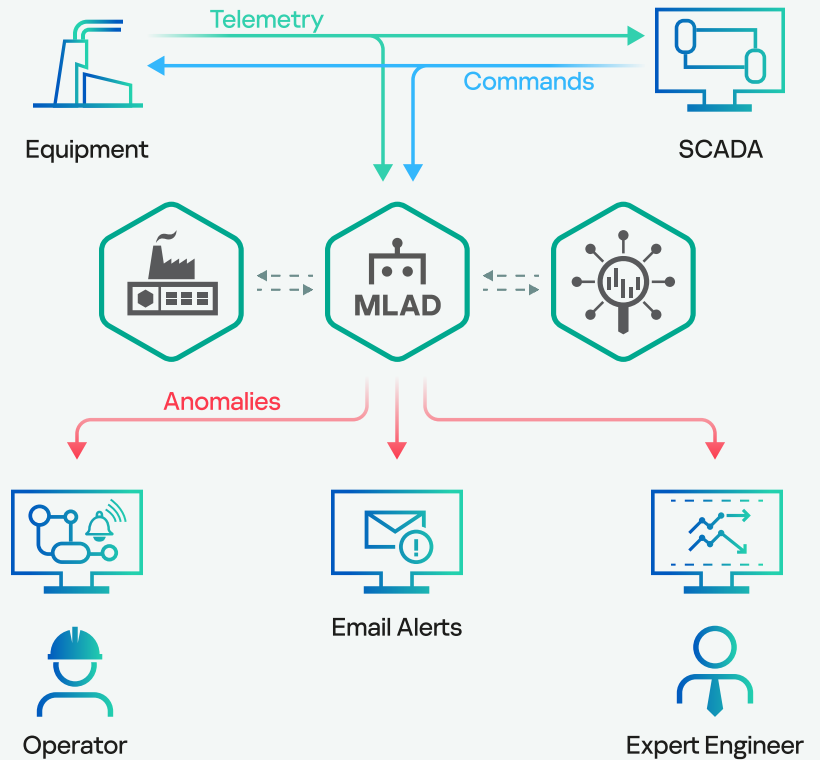 Telemetry
Commands
Equipment
SCADA
MLAD
Anomalies
Email Alerts
Operator
Expert Engineer